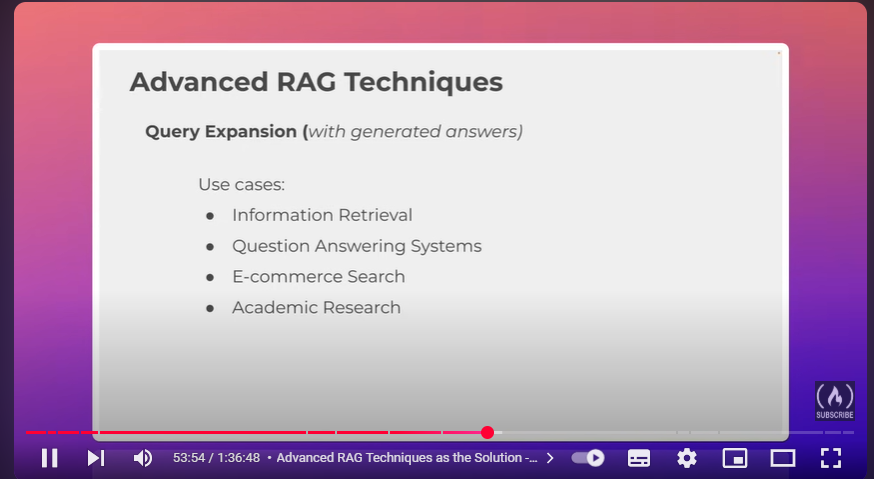 Advanced RAG Techniques
Query Expansion (with generated answers)
Use cases:
● Information Retrieval
● Question Answering Systems
● E-commerce Search
● Academic Research
SUBSCRIBE
53:54 / 1:36:48 • Advanced RAG Techniques as the Solution -...